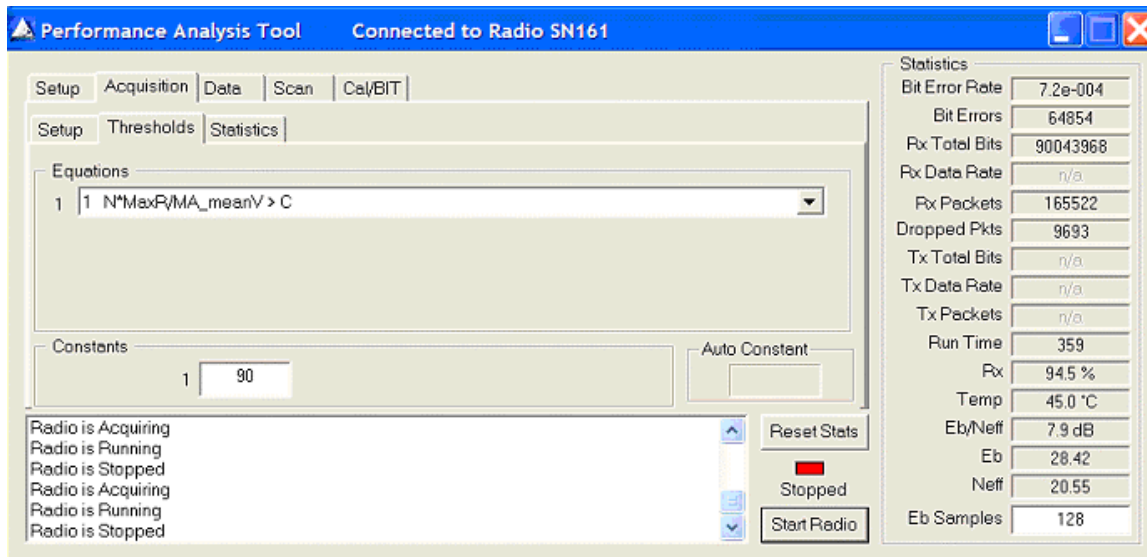 Performance Analysis Tool Connected to Radio SN161
Setup Acquisition Data Scan Cal/BIT
Setup Thresholds Statistics
Equations
1 1 N*MaxR/MA_meanV > C
Constants
1 90
Auto Constant
Radio is Acquiring
Radio is Running
Radio is Stopped
Radio is Acquiring
Radio is Running
Radio is Stopped
Reset Stats
Stopped
Start Radio
Statistics
Bit Error Rate 7.2e-004
Bit Errors 64854
Rx Total Bits 90043968
Rx Data Rate n/a
Rx Packets 165522
Dropped Pkts 9693
Tx Total Bits n/a
Tx Data Rate n/a
Tx Packets n/a
Run Time 359
Rx 94.5 %
Temp 45.0 °C
Eb/Neff 7.9 dB
Eb 28.42
Neff 20.55
Eb Samples 128